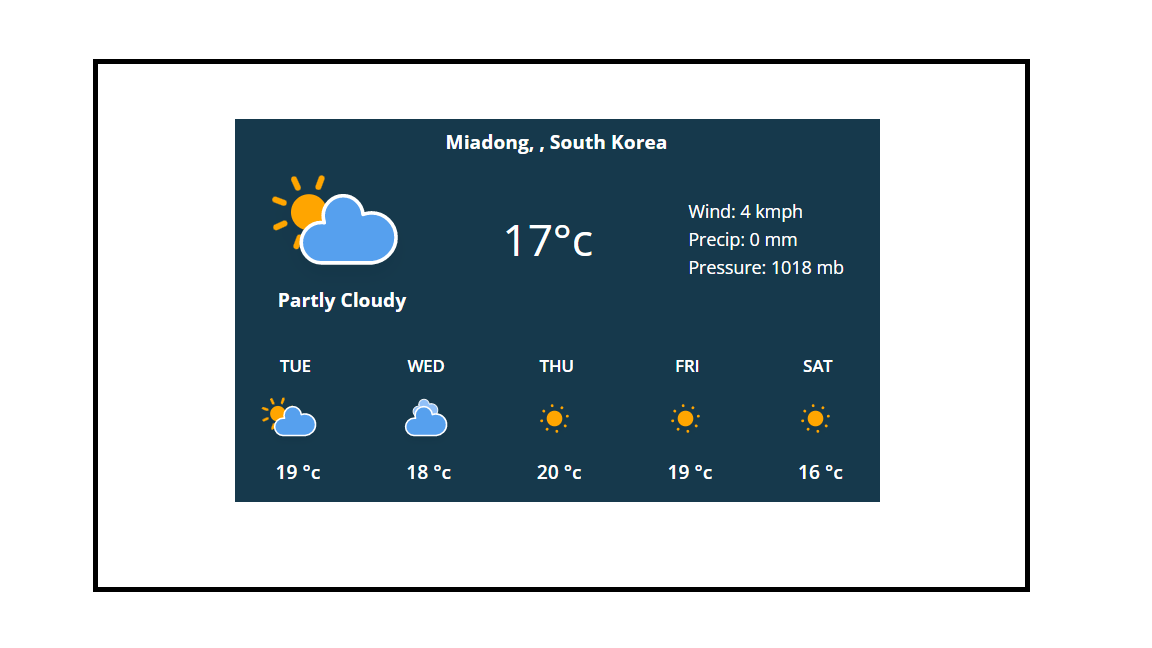 Miadong, , South Korea
17°c
Wind: 4 kmph
Precip: 0 mm
Pressure: 1018 mb
Partly Cloudy
TUE WED THU FRI SAT
19 °c 18 °c 20 °c 19 °c 16 °c